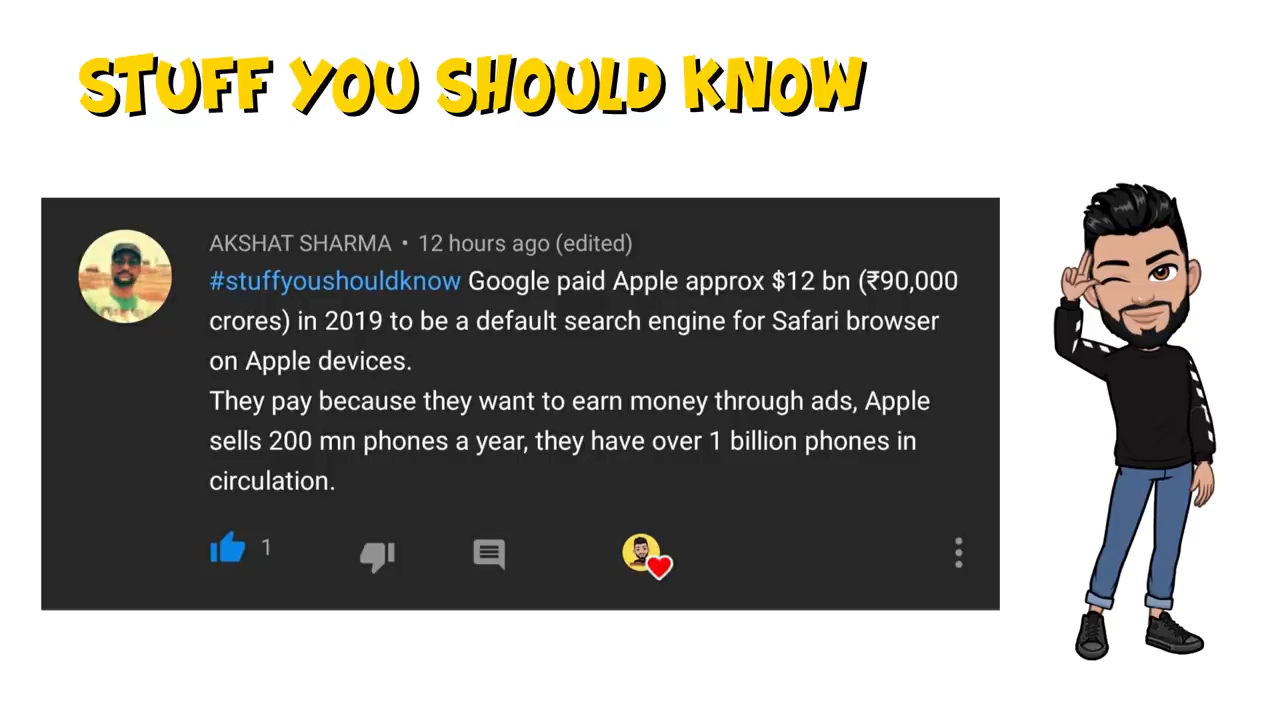 STUFF YOU SHOULD KNOW
AKSHAT SHARMA • 12 hours ago (edited)
#stuffyoushouldknow Google paid Apple approx $12 bn (₹90,000
crores) in 2019 to be a default search engine for Safari browser
on Apple devices.
They pay because they want to earn money through ads, Apple
sells 200 mn phones a year, they have over 1 billion phones in
circulation.
1